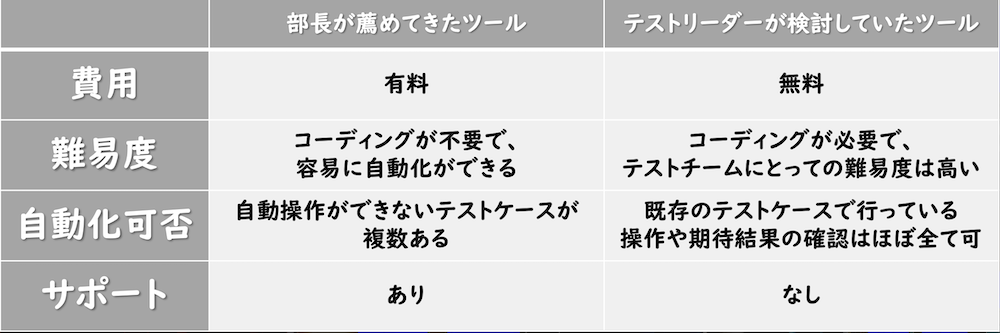 部長が薦めてきたツール
テストリーダーが検討していたツール
費用
有料
無料
難易度
コーディングが不要で、
容易に自動化ができる
コーディングが必要で、
テストチームにとっての難易度は高い
自動化可否
自動操作ができないテストケースが
複数ある
既存のテストケースで行っている
操作や期待結果の確認はほぼ全て可
サポート
あり
なし